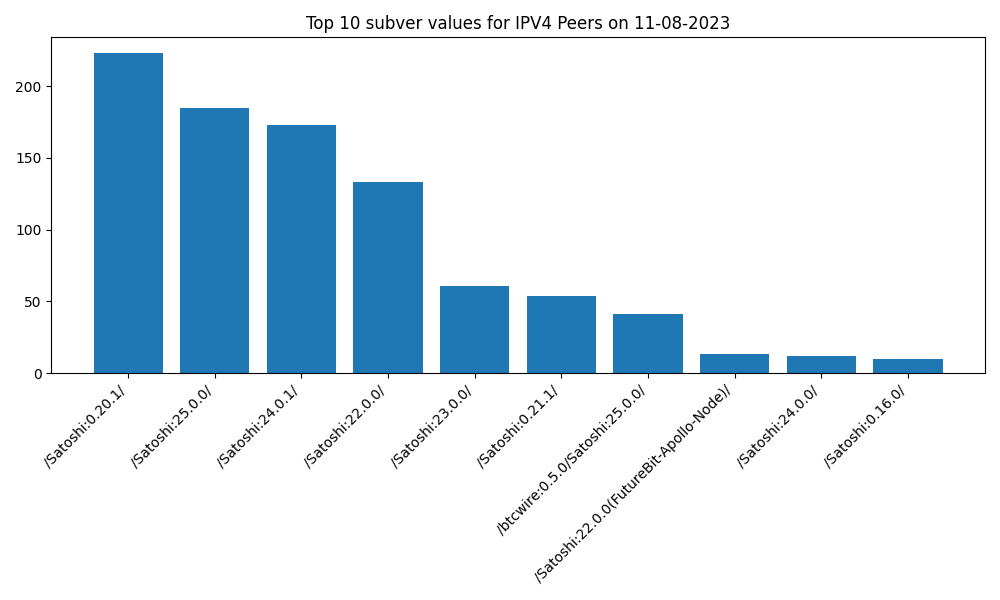 Top 10 subver values for IPV4 Peers on 11-08-2023
200
150
100
50
0
/Satoshi:0.20.1/
/Satoshi:25.0.0/
/Satoshi:24.0.1/
/Satoshi:22.0.0/
/Satoshi:23.0.0/
/Satoshi:0.21.1/
/btcwire:0.5.0/Satoshi:25.0.0/
/Satoshi:22.0.0(FutureBit-Apollo-Node)/
/Satoshi:24.0.0/
/Satoshi:0.16.0/